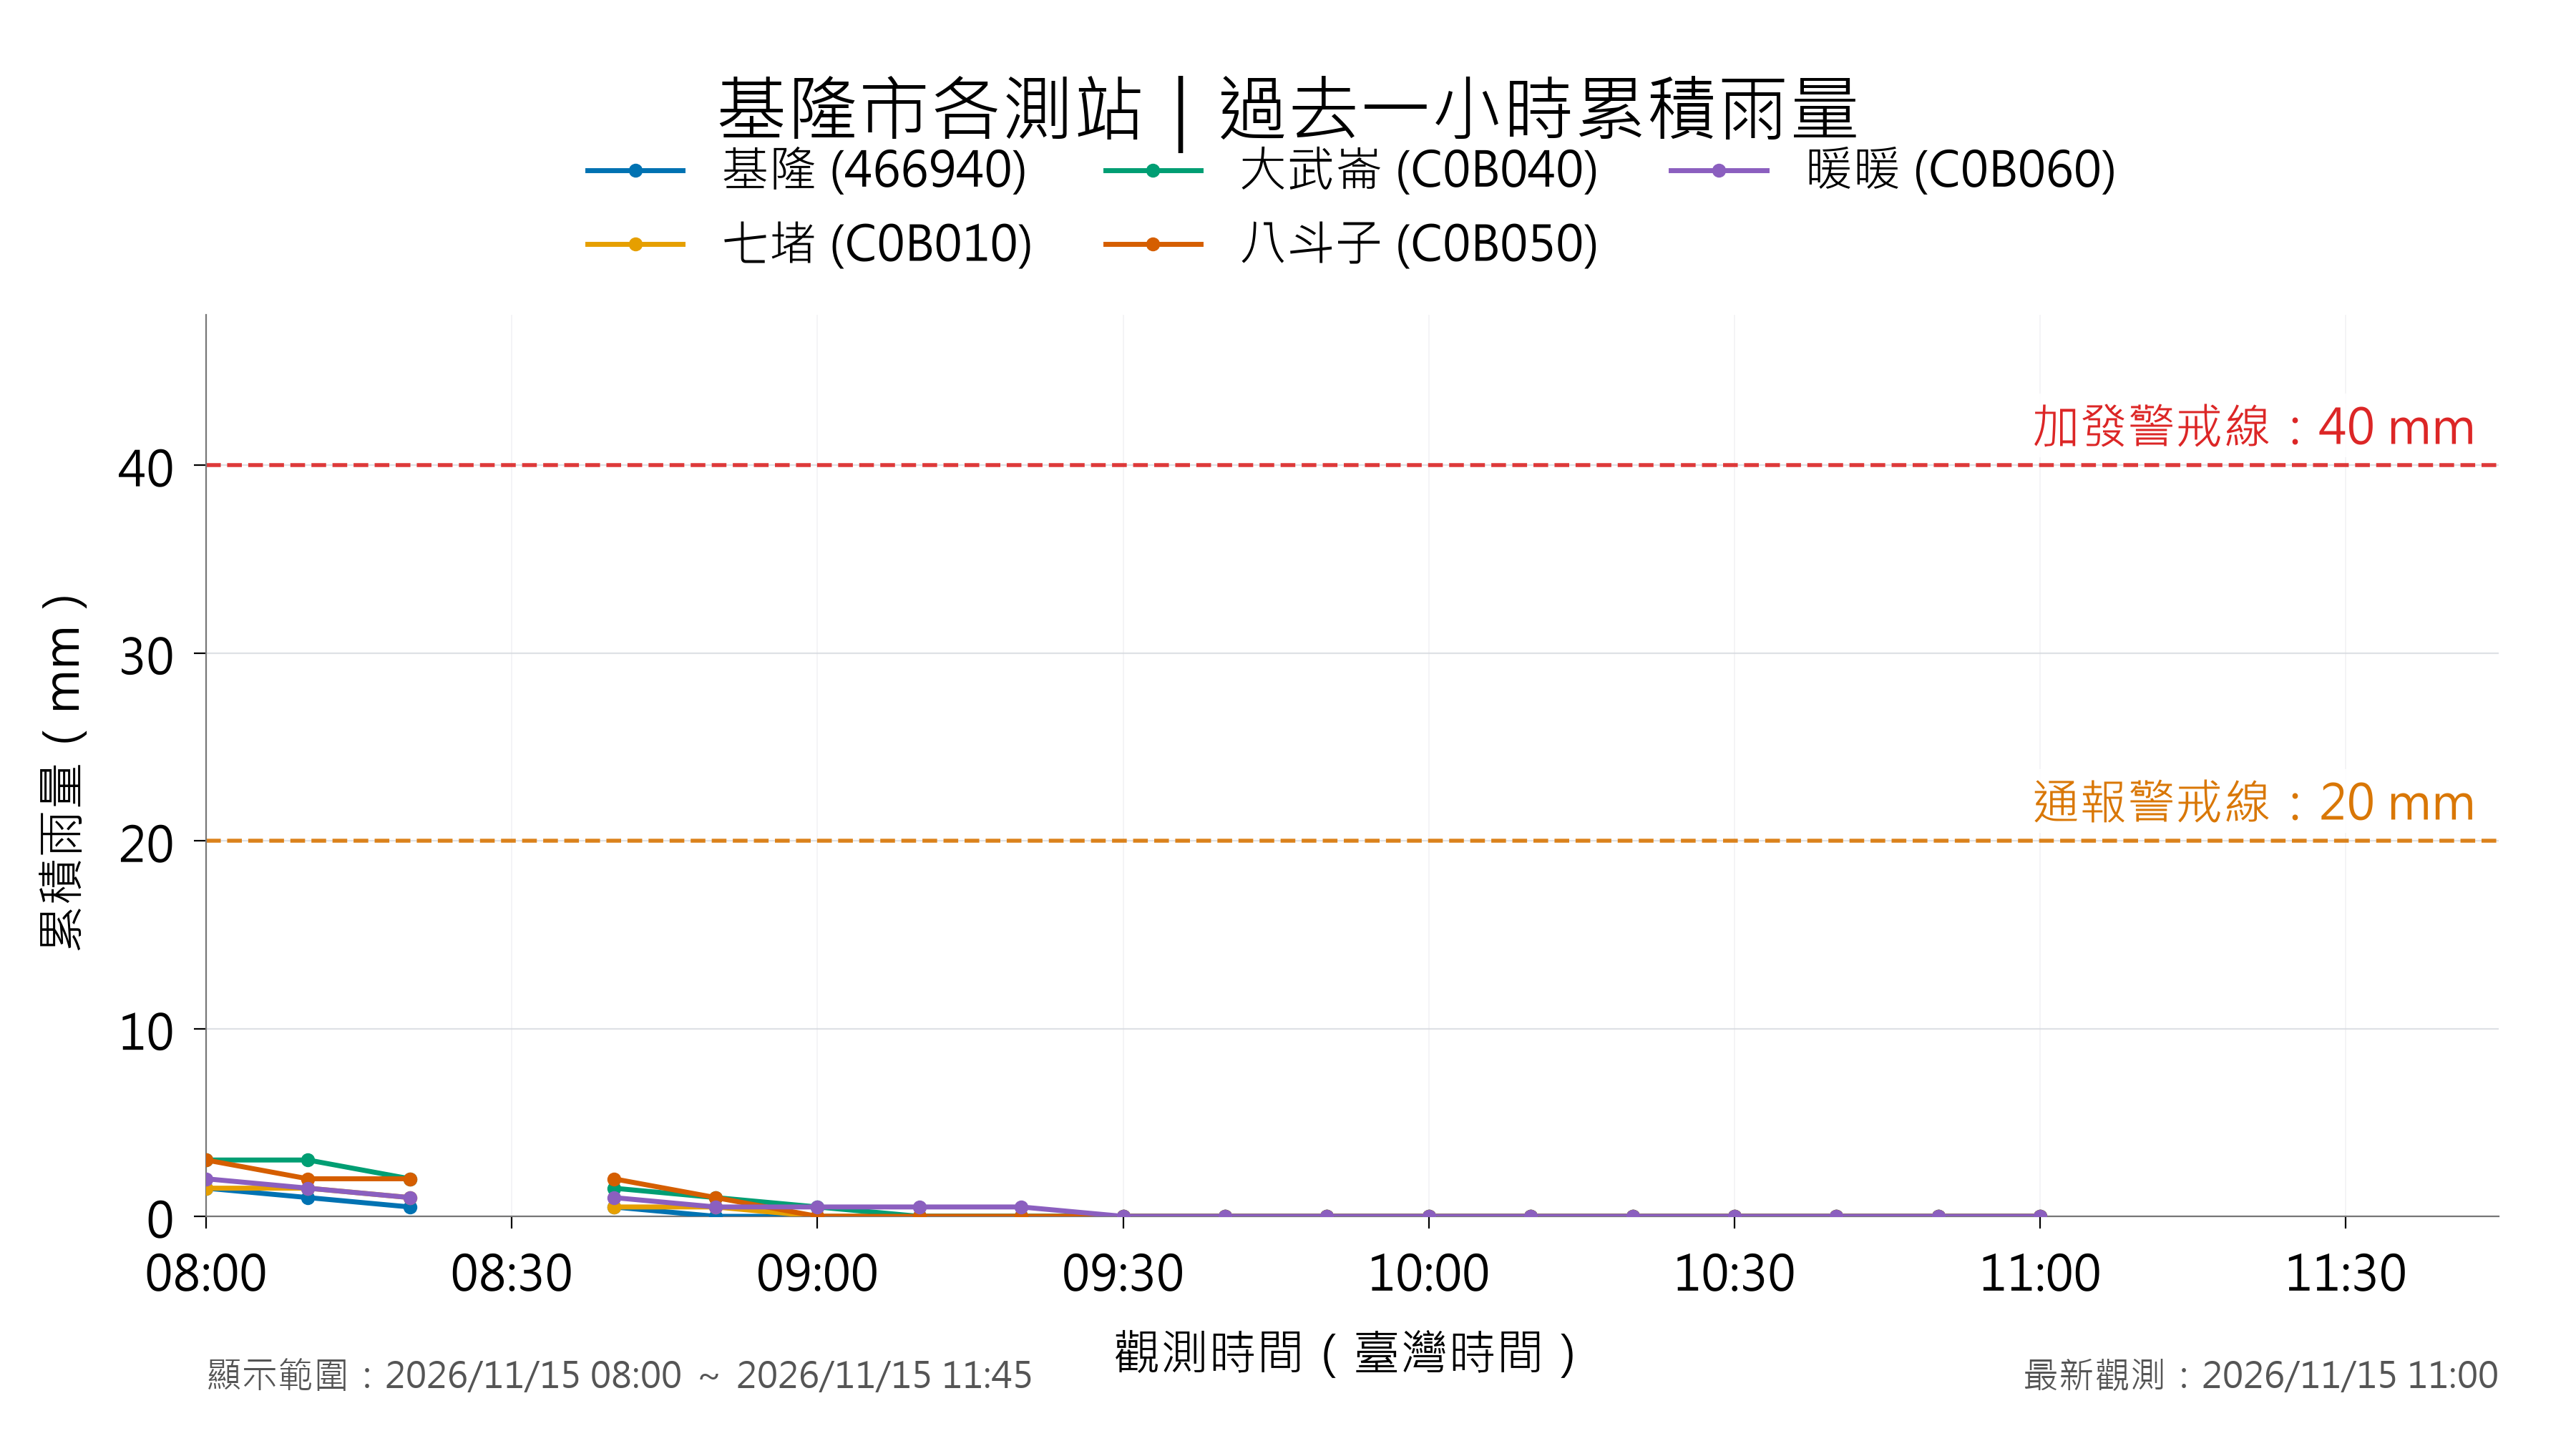 基隆市各測站｜過去一小時累積雨量
基隆 (466940)
大武崙 (C0B040)
暖暖 (C0B060)
七堵 (C0B010)
八斗子 (C0B050)
累積雨量（mm）
加發警戒線：40 mm
40
30
通報警戒線：20 mm
20
10
0
08:00 08:30 09:00 09:30 10:00 10:30 11:00 11:30
觀測時間（臺灣時間）
顯示範圍：2026/11/15 08:00 ~ 2026/11/15 11:45
最新觀測：2026/11/15 11:00